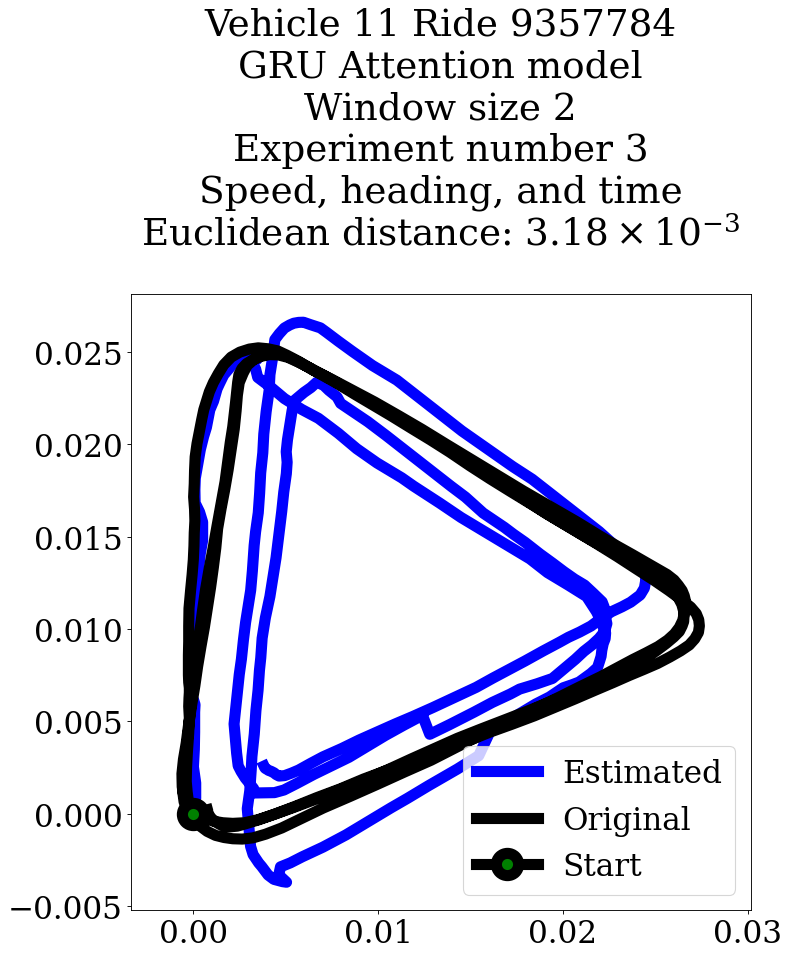 Vehicle 11 Ride 9357784
GRU Attention model
Window size 2
Experiment number 3
Speed, heading, and time
Euclidean distance: 3.18 × 10⁻³
0.025
0.020
0.015
0.010
0.005
0.000
−0.005
0.00 0.01 0.02 0.03
Estimated
Original
Start